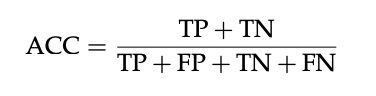 ACC = TP + TN
TP + FP + TN + FN